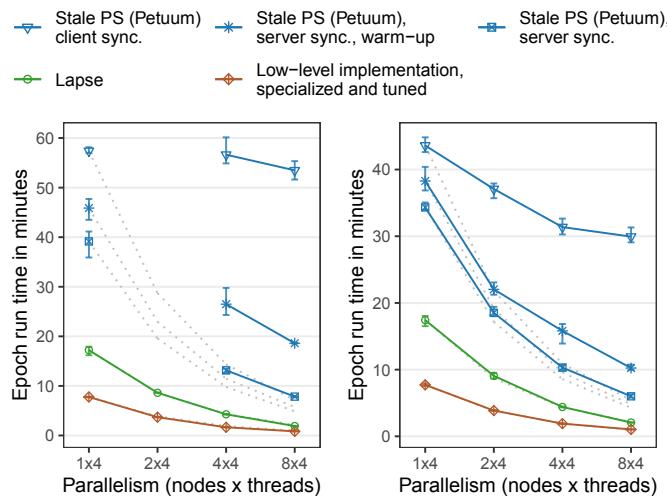 Stale PS (Petuum)
client sync.
Stale PS (Petuum),
server sync., warm−up
Stale PS (Petuum),
server sync.
Lapse
Low−level implementation,
specialized and tuned
Epoch run time in minutes
60
50
40
30
20
10
0
1x4
2x4
4x4
8x4
Parallelism (nodes x threads)
Epoch run time in minutes
40
30
20
10
0
1x4
2x4
4x4
8x4
Parallelism (nodes x threads)